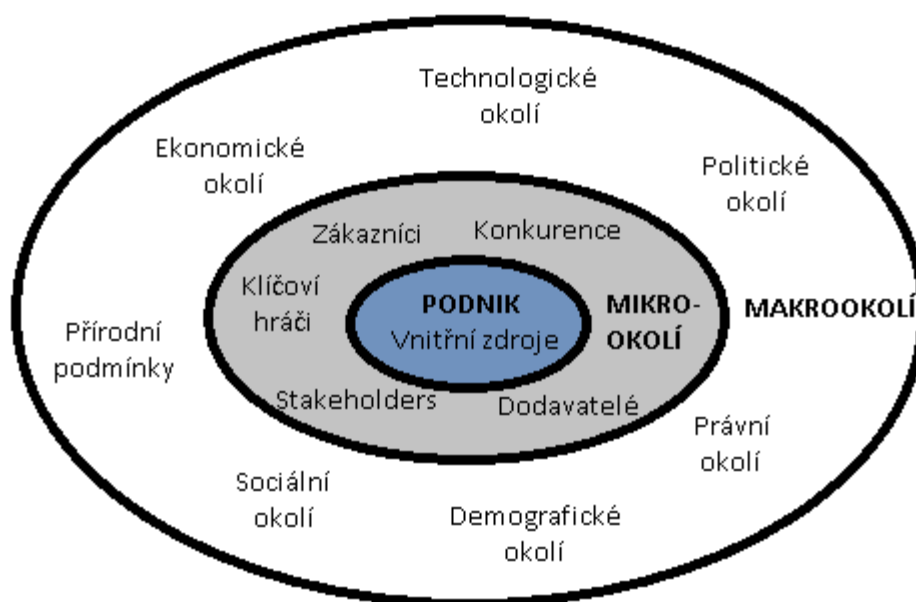 Technologické
okolí
Ekonomické
okolí
Politické
okolí
Zákazníci
Konkurence
Klíčoví
hráči
PODNIK
Vnitřní zdroje
MIKRO-
OKOLÍ
MAKROOKOLÍ
Přírodní
podmínky
Stakeholders
Dodavatelé
Právní
okolí
Sociální
okolí
Demografické
okolí